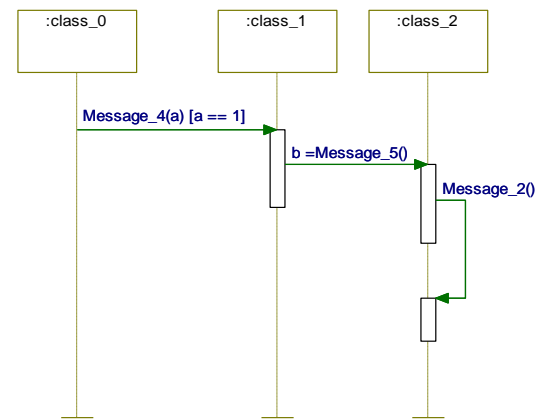 :class_0
:class_1
:class_2
Message_4(a) [a == 1]
b =Message_5()
Message_2()